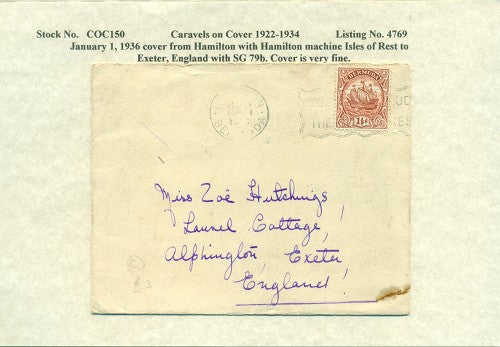 Stock No. COC150 Caravels on Cover 1922-1934 Listing No. 4769
January 1, 1936 cover from Hamilton with Hamilton machine Isles of Rest to
Exeter, England with SG 79b. Cover is very fine.
BERMUDA
Miss Zoë Hutchings
Laurel Cottage,
Alphington, Exeter
England!